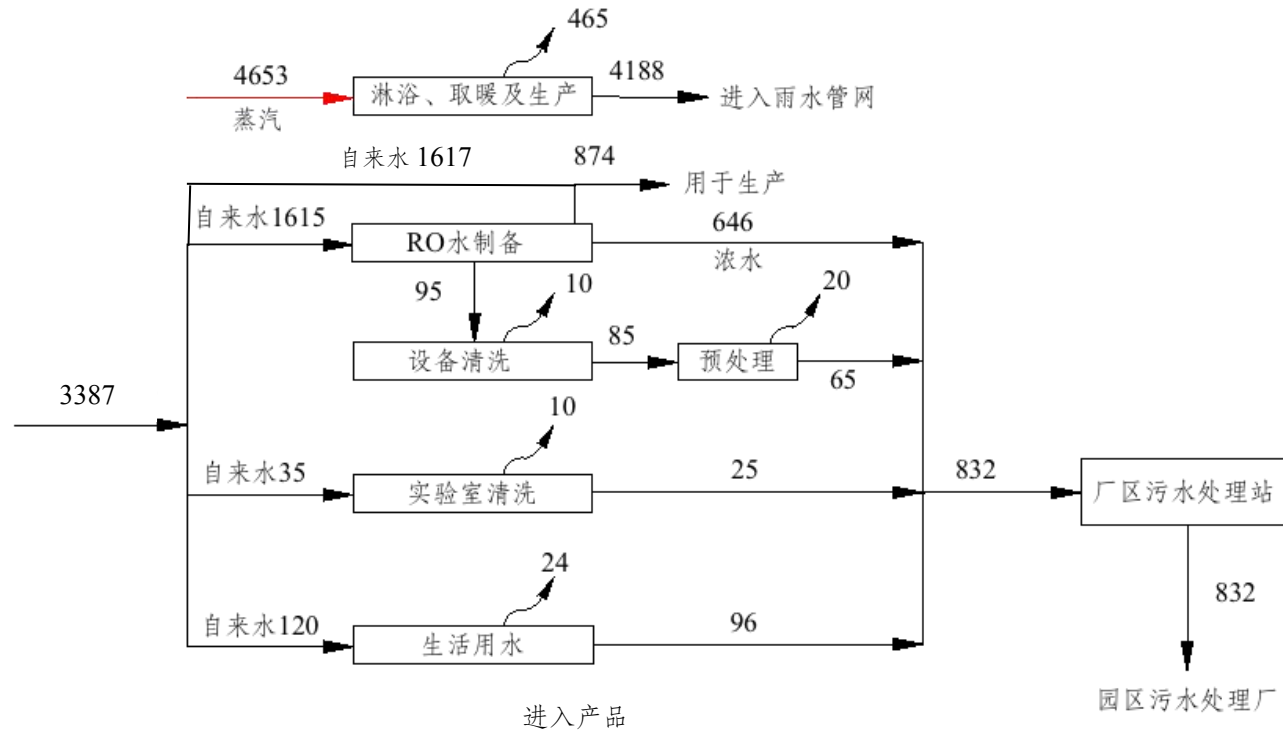 465
4653
4188
淋浴、取暖及生产
进入雨水管网
蒸汽
自来水 1617
874
用于生产
自来水1615
RO水制备
646
浓水
95
10
20
设备清洗
85
预处理
65
3387
10
自来水35
实验室清洗
25
832
厂区污水处理站
24
832
自来水120
生活用水
96
园区污水处理厂
进入产品